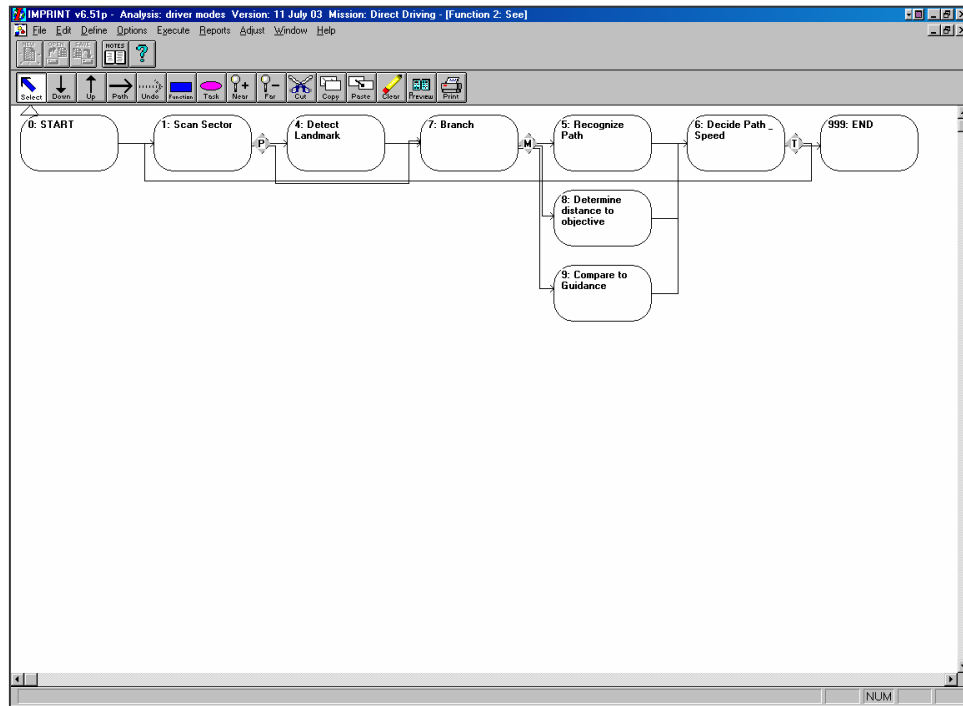 IMPRINT v6.51p - Analysis: driver modes Version: 11 July 03 Mission: Direct Driving - [Function 2: See]
File Edit Define Options Execute Reports Adjust Window Help
NEW OPEN SAVE NOTES ?
Select Down Up Path Undo Function Task Near Far Cut Copy Paste Clear Preview Print
0: START
1: Scan Sector
P
4: Detect
Landmark
7: Branch
M
5: Recognize
Path
6: Decide Path _
Speed
T
999: END
8: Determine
distance to
objective
9: Compare to
Guidance
NUM